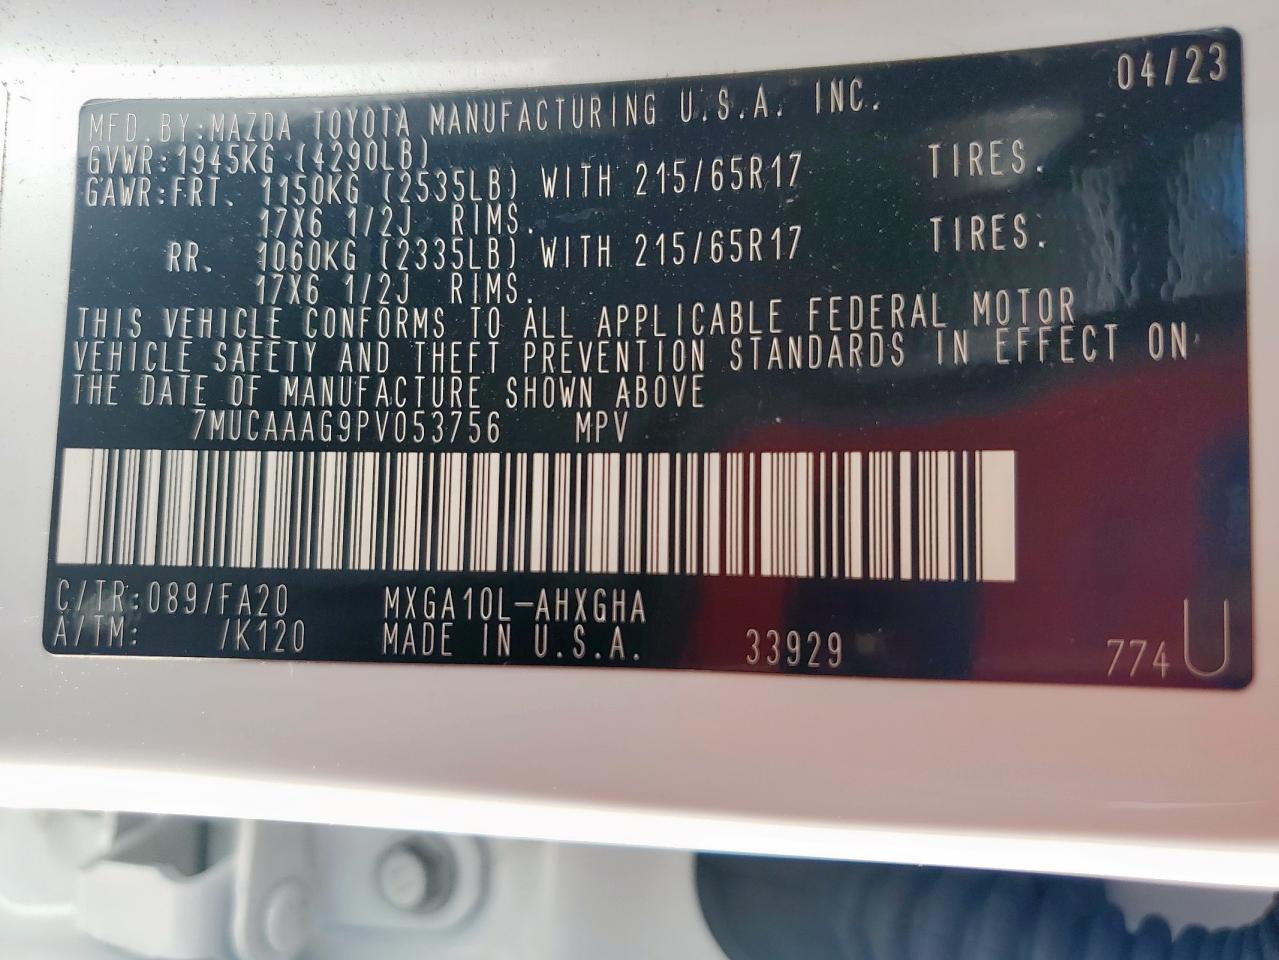 04/23
MFD.BY:MAZDA TOYOTA MANUFACTURING U.S.A. INC.
GVWR:1945KG (4290LB)
GAWR:FRT. 1150KG (2535LB) WITH 215/65R17 TIRES.
17X6 1/2J RIMS.
RR. 1060KG (2335LB) WITH 215/65R17 TIRES.
17X6 1/2J RIMS.
THIS VEHICLE CONFORMS TO ALL APPLICABLE FEDERAL MOTOR
VEHICLE SAFETY AND THEFT PREVENTION STANDARDS IN EFFECT ON
THE DATE OF MANUFACTURE SHOWN ABOVE
7MUCAAAG9PV053756 MPV
C/TR:089/FA20 MXGA10L-AHXGHA
A/TM: /K120 MADE IN U.S.A. 33929 774U